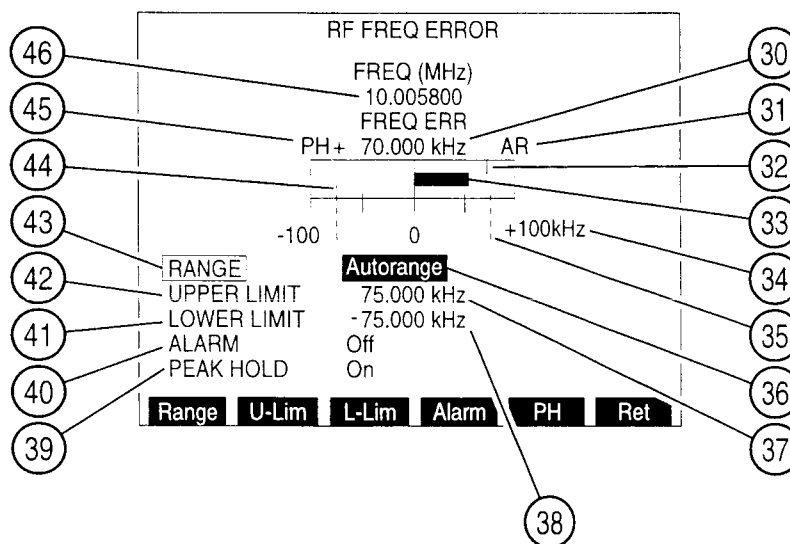 RF FREQ ERROR
FREQ (MHz)
10.005800
FREQ ERR
PH + 70.000 kHz AR
-100 0 +100kHz
RANGE Autorange
UPPER LIMIT 75.000 kHz
LOWER LIMIT -75.000 kHz
ALARM Off
PEAK HOLD On
Range U-Lim L-Lim Alarm PH Ret
46
45
44
43
42
41
40
39
30
31
32
33
34
35
36
37
38